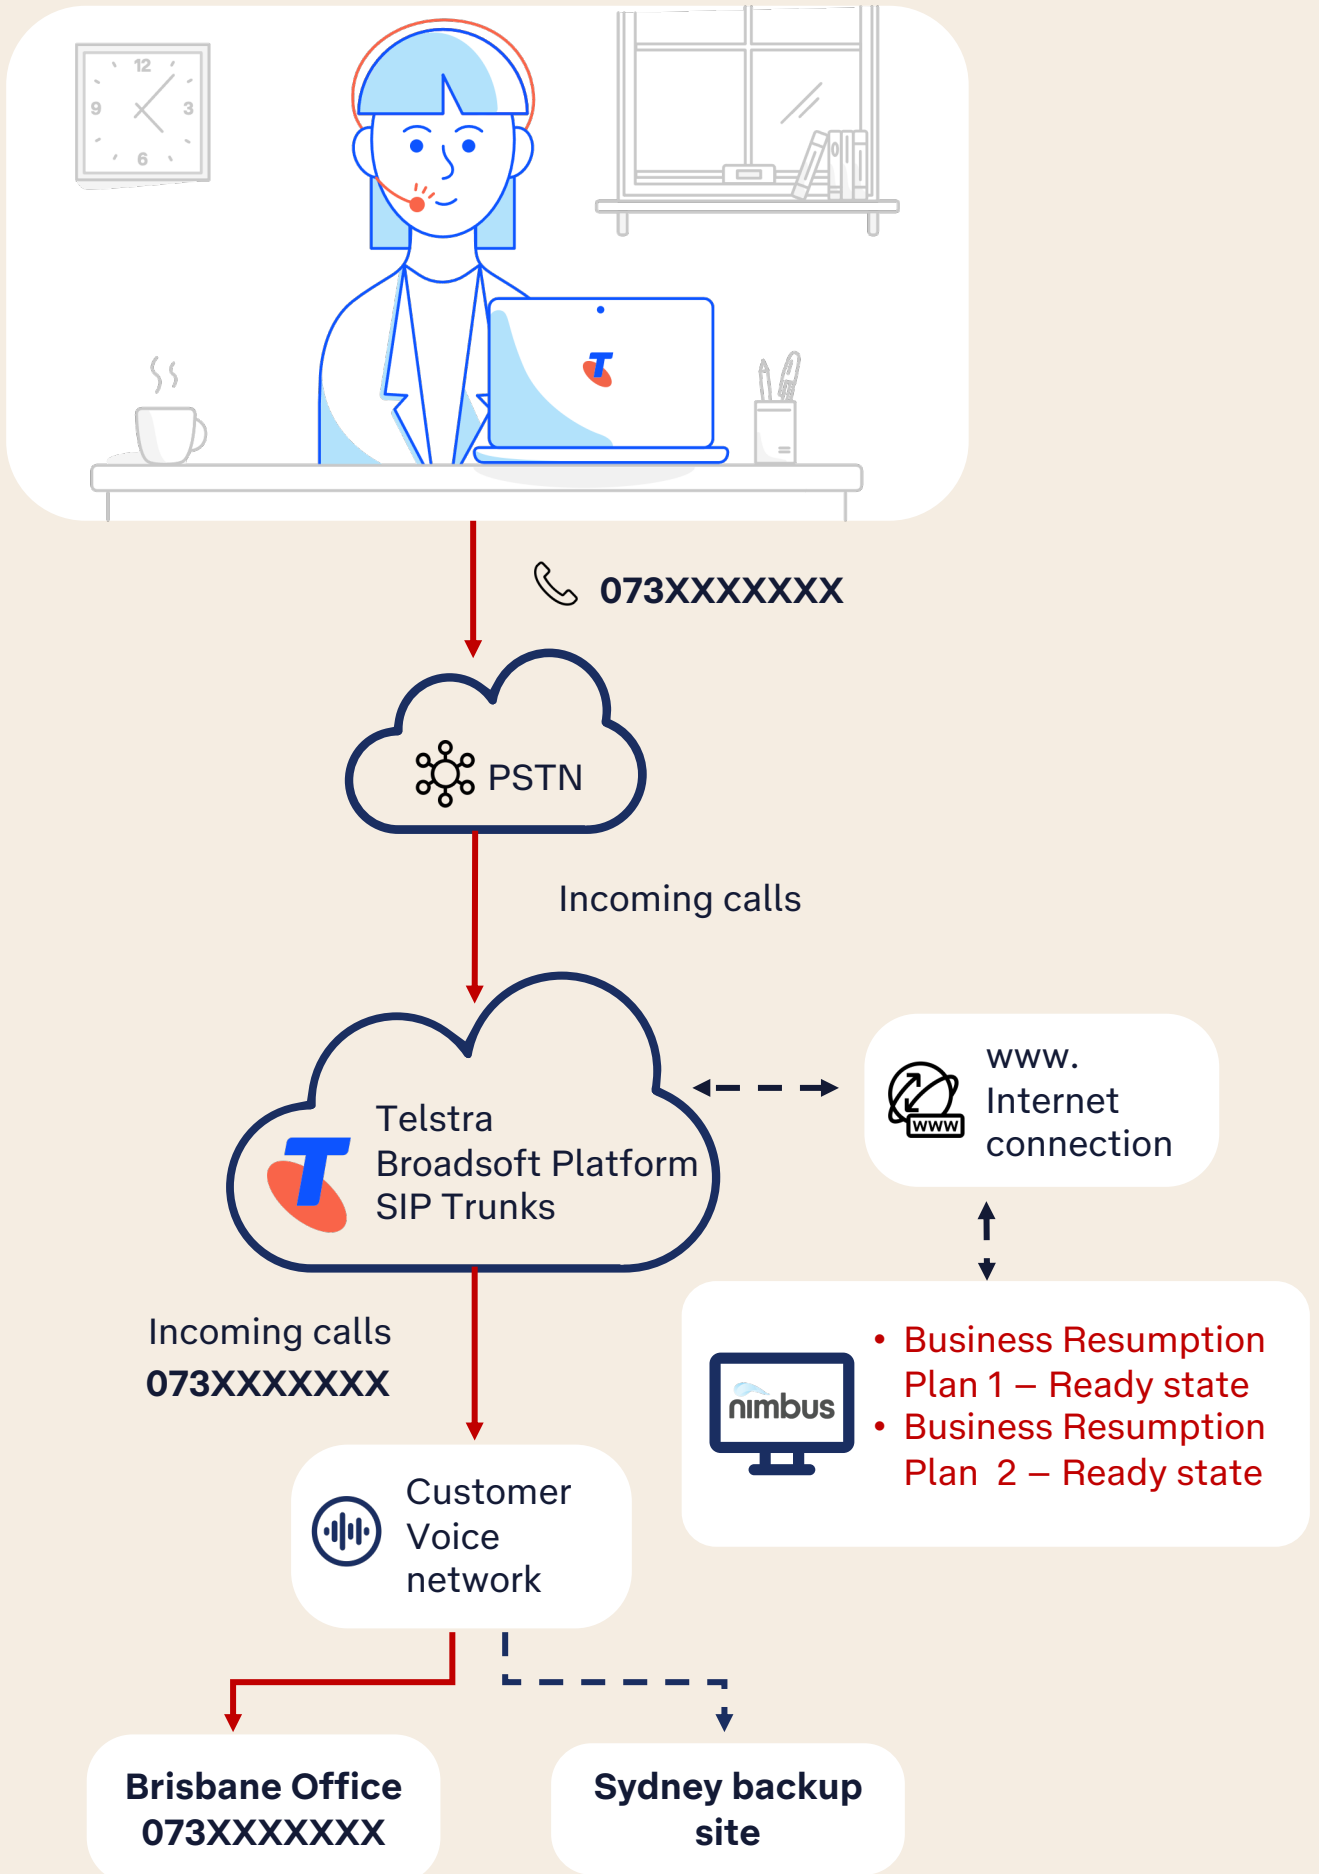 12
9
3
6
T
073XXXXXXX
PSTN
Incoming calls
Telstra
Broadsoft Platform
SIP Trunks
T
www.
Internet
connection
www
Incoming calls
073XXXXXXX
nimbus
• Business Resumption
Plan 1 – Ready state
• Business Resumption
Plan 2 – Ready state
Customer
Voice
network
Brisbane Office
073XXXXXXX
Sydney backup
site